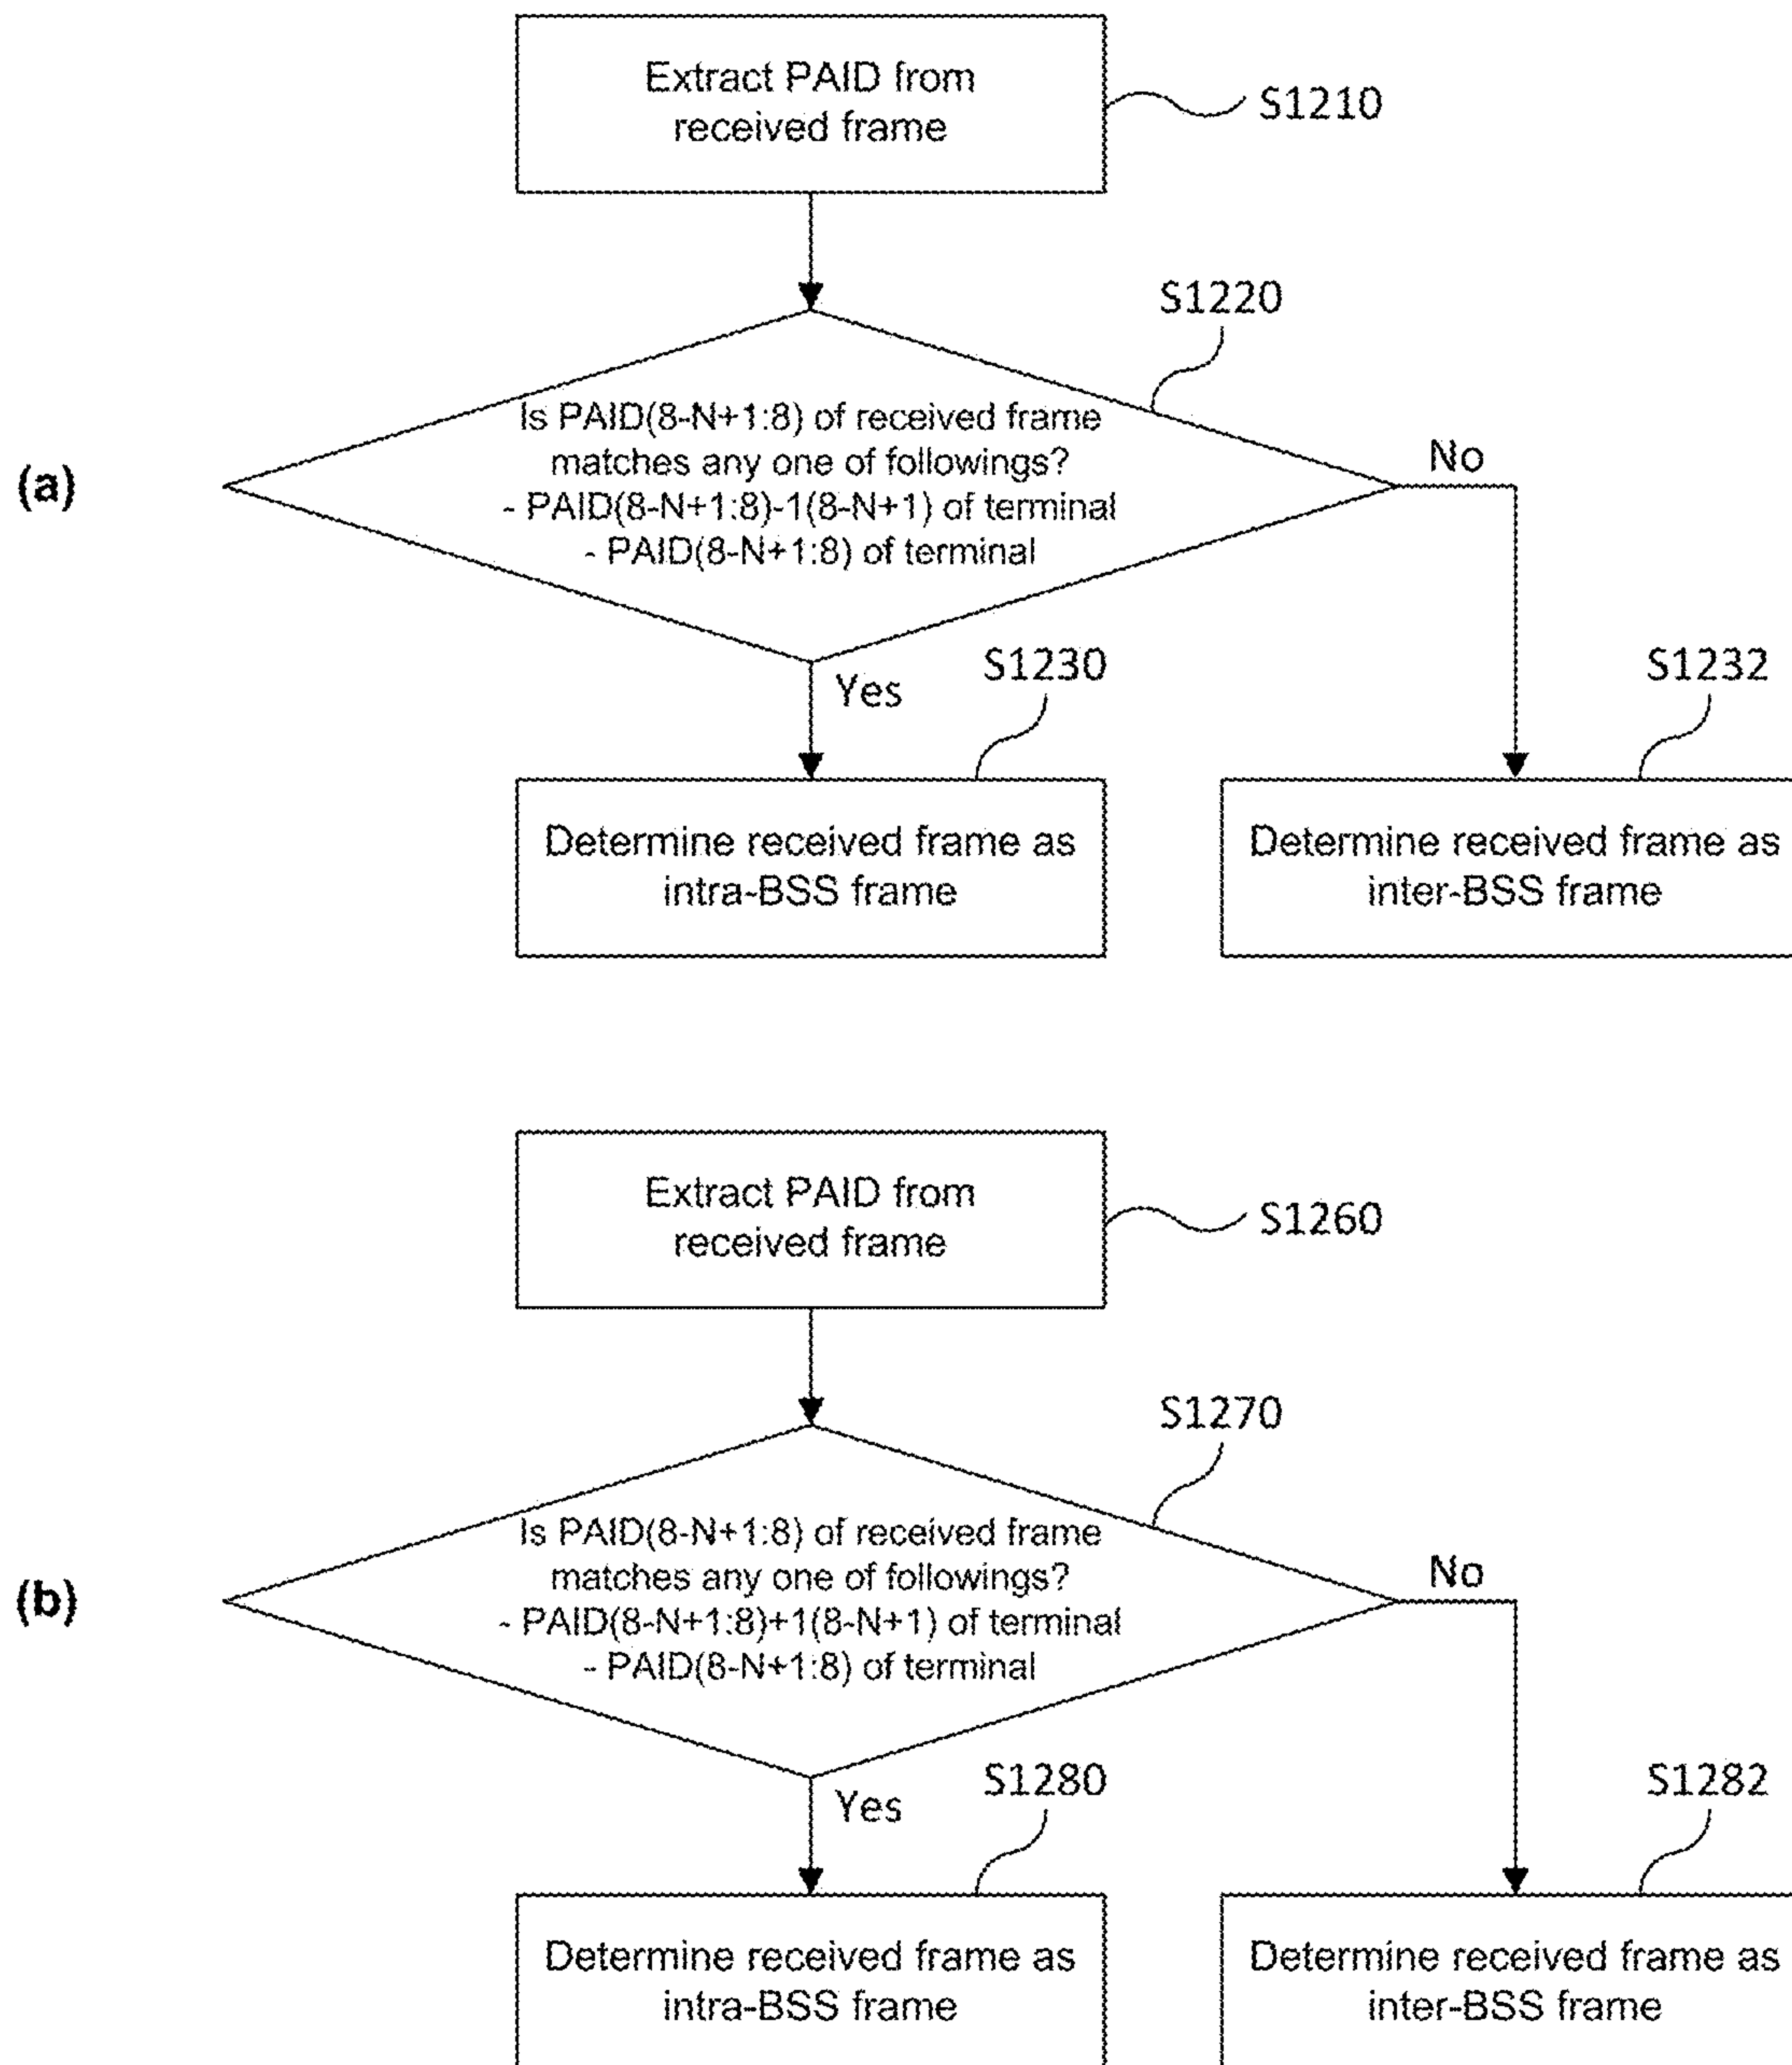 Extract PAID from
received frame
S1210
S1220
(a)
Is PAID(8-N+1:8) of received frame
matches any one of followings?
- PAID(8-N+1:8)-1(8-N+1) of terminal
- PAID(8-N+1:8) of terminal
No
Yes
S1230
S1232
Determine received frame as
intra-BSS frame
Determine received frame as
inter-BSS frame
Extract PAID from
received frame
S1260
S1270
(b)
Is PAID(8-N+1:8) of received frame
matches any one of followings?
- PAID(8-N+1:8)+1(8-N+1) of terminal
- PAID(8-N+1:8) of terminal
No
Yes
S1280
S1282
Determine received frame as
intra-BSS frame
Determine received frame as
inter-BSS frame